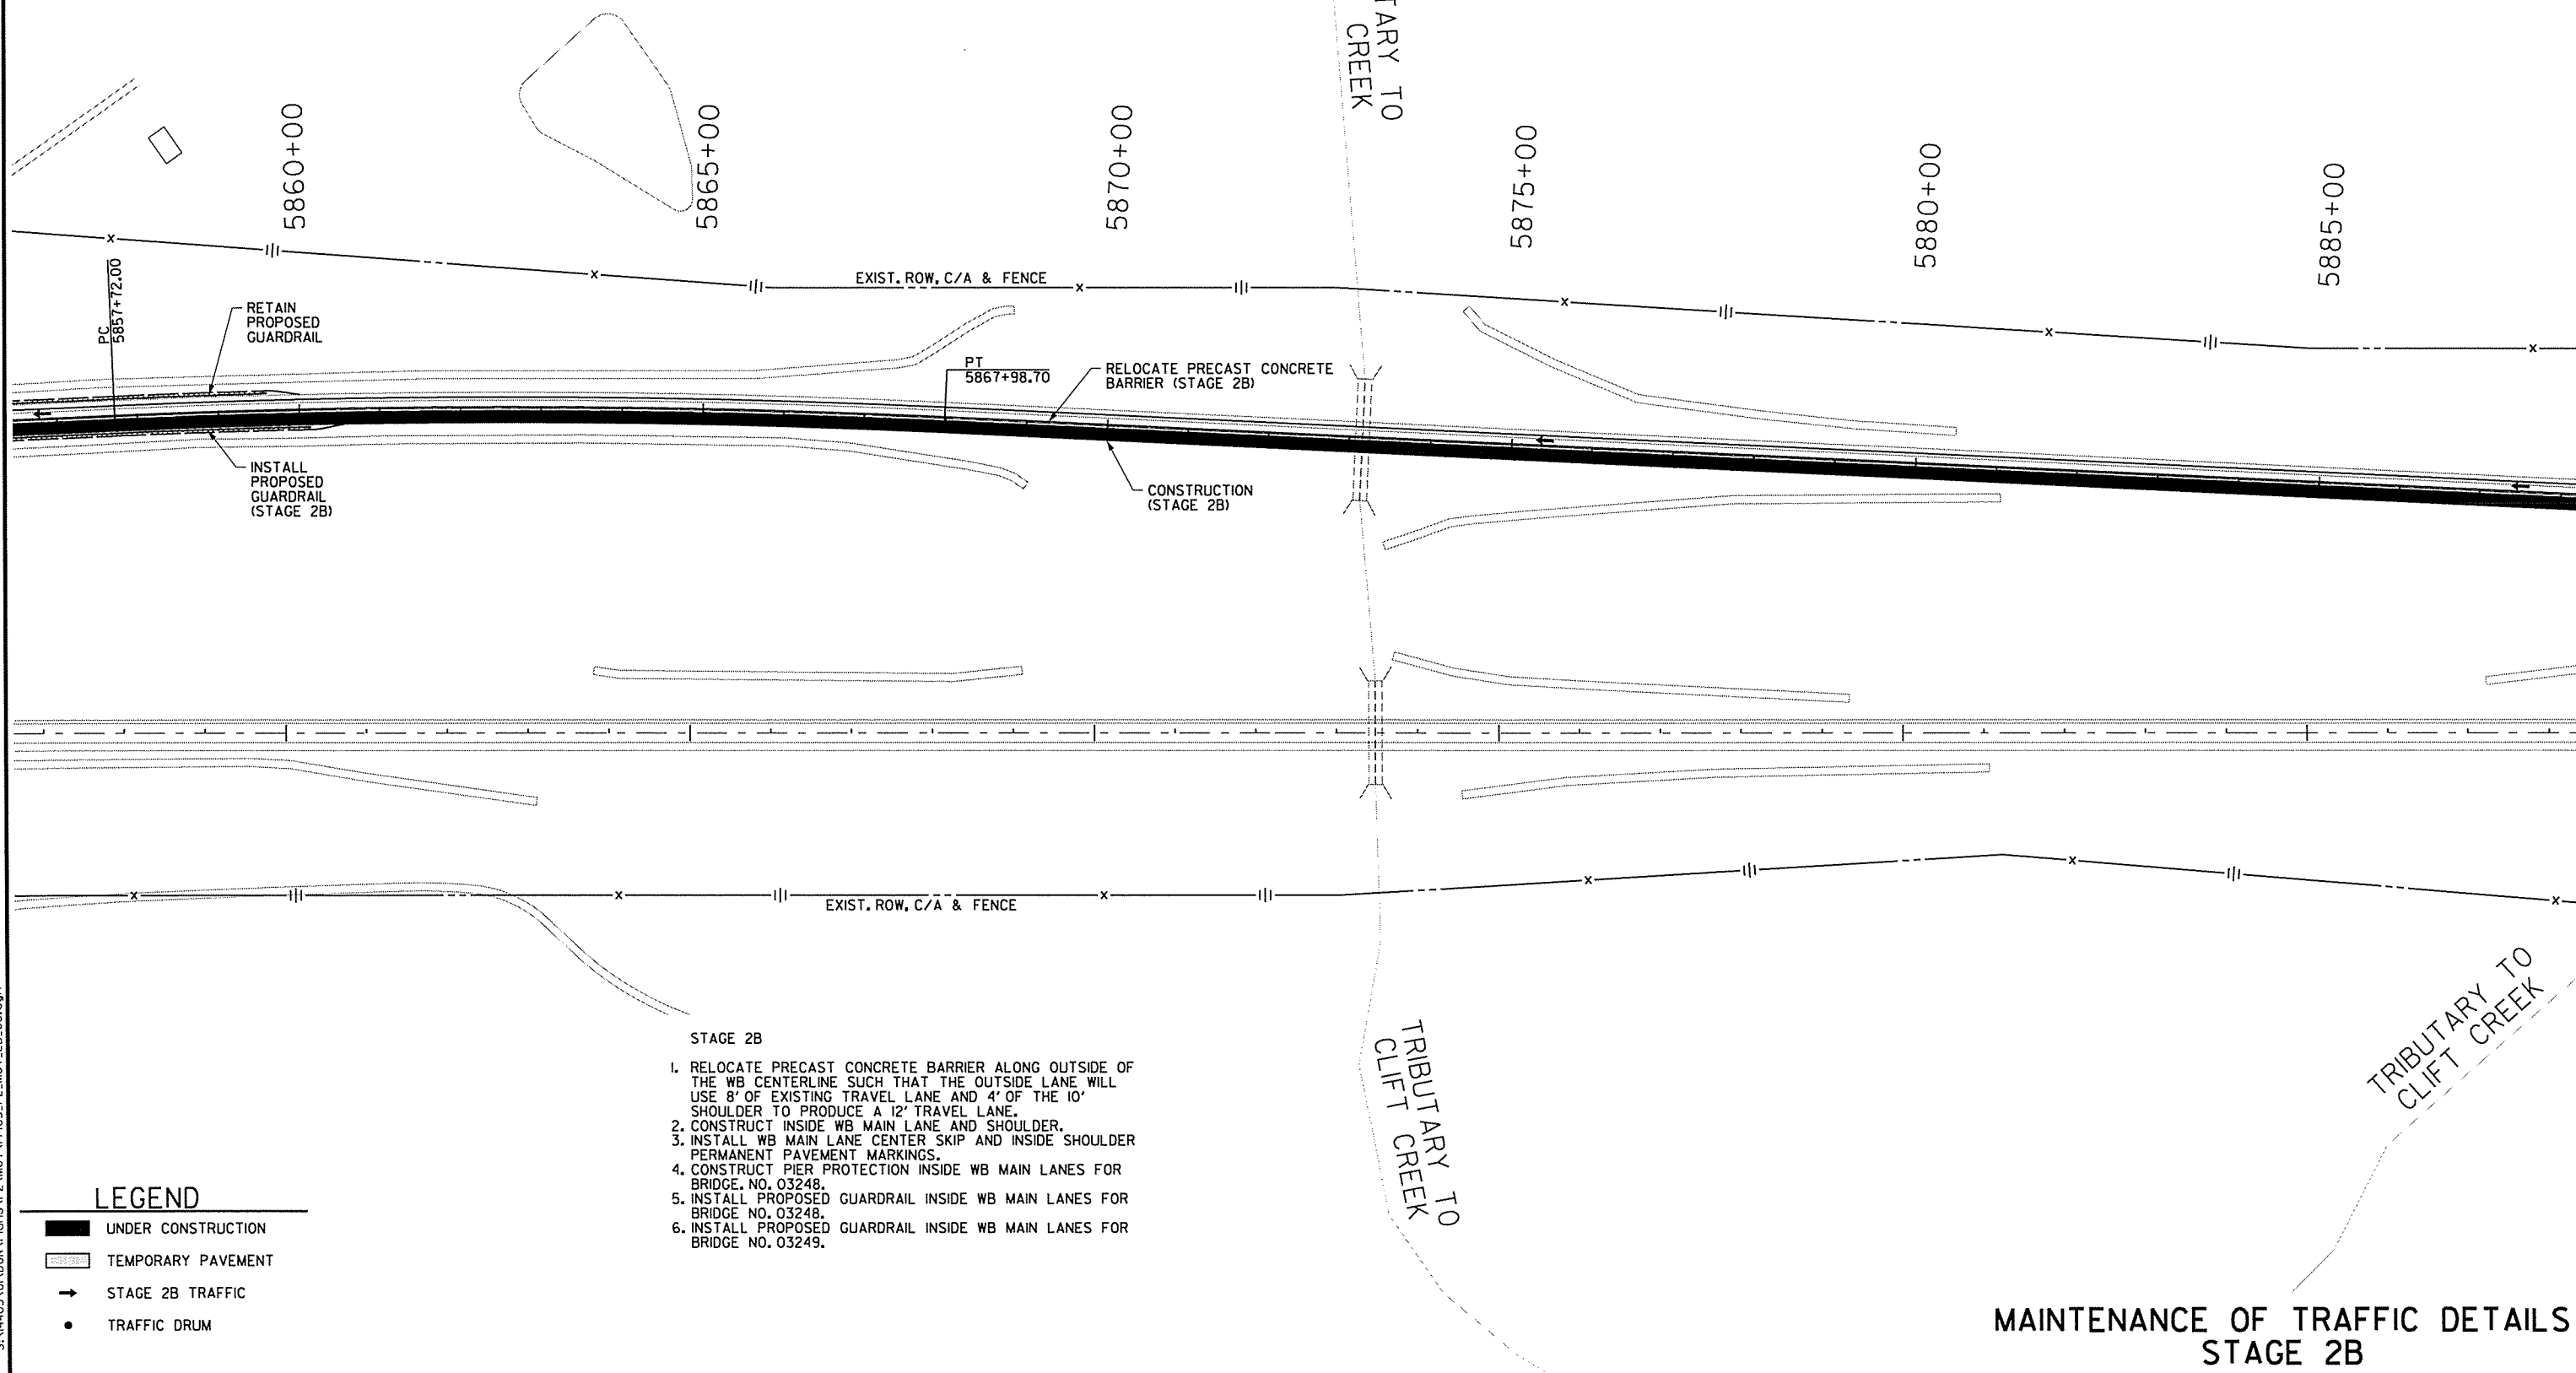 TARY TO
CREEK
5860+00
5865+00
5870+00
5875+00
5880+00
5885+00
EXIST. ROW, C/A & FENCE
PC
5857+72.00
RETAIN
PROPOSED
GUARDRAIL
PT
5867+98.70
RELOCATE PRECAST CONCRETE
BARRIER (STAGE 2B)
INSTALL
PROPOSED
GUARDRAIL
(STAGE 2B)
CONSTRUCTION
(STAGE 2B)
EXIST. ROW, C/A & FENCE
TRIBUTARY TO
CLIFT CREEK
TRIBUTARY TO
CLIFT CREEK
STAGE 2B
1. RELOCATE PRECAST CONCRETE BARRIER ALONG OUTSIDE OF
THE WB CENTERLINE SUCH THAT THE OUTSIDE LANE WILL
USE 8' OF EXISTING TRAVEL LANE AND 4' OF THE 10'
SHOULDER TO PRODUCE A 12' TRAVEL LANE.
2. CONSTRUCT INSIDE WB MAIN LANE AND SHOULDER.
3. INSTALL WB MAIN LANE CENTER SKIP AND INSIDE SHOULDER
PERMANENT PAVEMENT MARKINGS.
4. CONSTRUCT PIER PROTECTION INSIDE WB MAIN LANES FOR
BRIDGE. NO. 03248.
5. INSTALL PROPOSED GUARDRAIL INSIDE WB MAIN LANES FOR
BRIDGE NO. 03248.
6. INSTALL PROPOSED GUARDRAIL INSIDE WB MAIN LANES FOR
BRIDGE NO. 03249.
LEGEND
UNDER CONSTRUCTION
TEMPORARY PAVEMENT
STAGE 2B TRAFFIC
TRAFFIC DRUM
MAINTENANCE OF TRAFFIC DETAILS
STAGE 2B